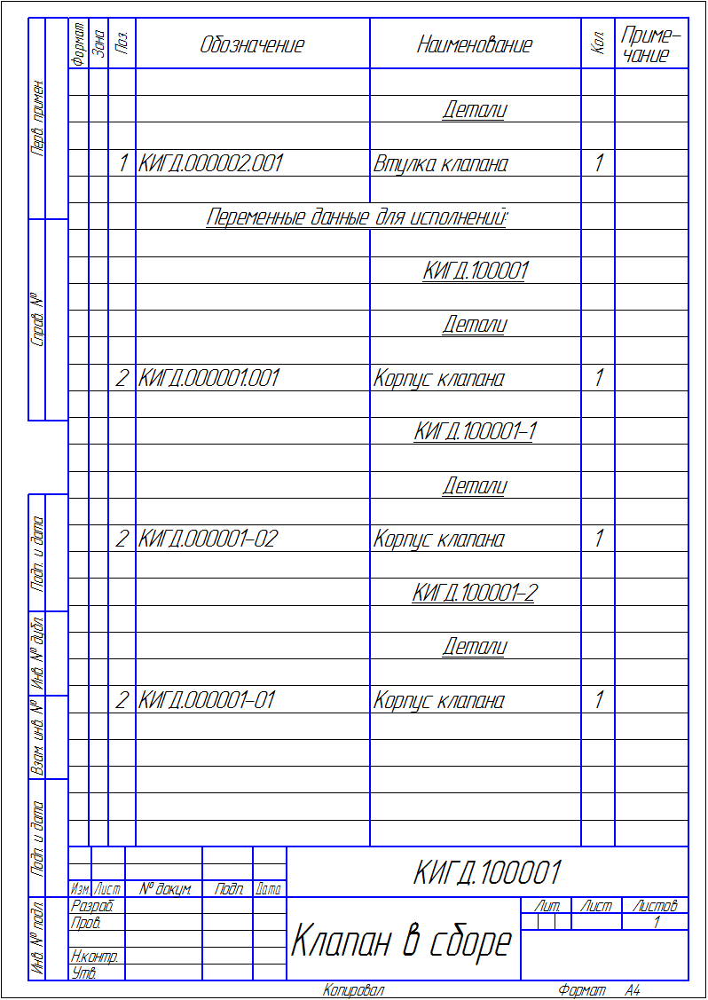 Формат Зона Поз. Обозначение Наименование Кол. Приме-
чание
Перв. примен.
Детали
1 КИГД.000002.001 Втулка клапана 1
Переменные данные для исполнений:
КИГД.100001
Справ. №
Детали
2 КИГД.000001.001 Корпус клапана 1
КИГД.100001-1
Детали
2 КИГД.000001-02 Корпус клапана 1
Подп. и дата
КИГД.100001-2
Инв. № дубл.
Детали
2 КИГД.000001-01 Корпус клапана 1
Взам. инв. №
Подп. и дата
КИГД.100001
Изм. Лист № докум. Подп. Дата
Инв. № подл.
Разраб.
Пров.
Н.контр.
Утв.
Клапан в сборе
Лит. Лист Листов
1
Копировал Формат А4